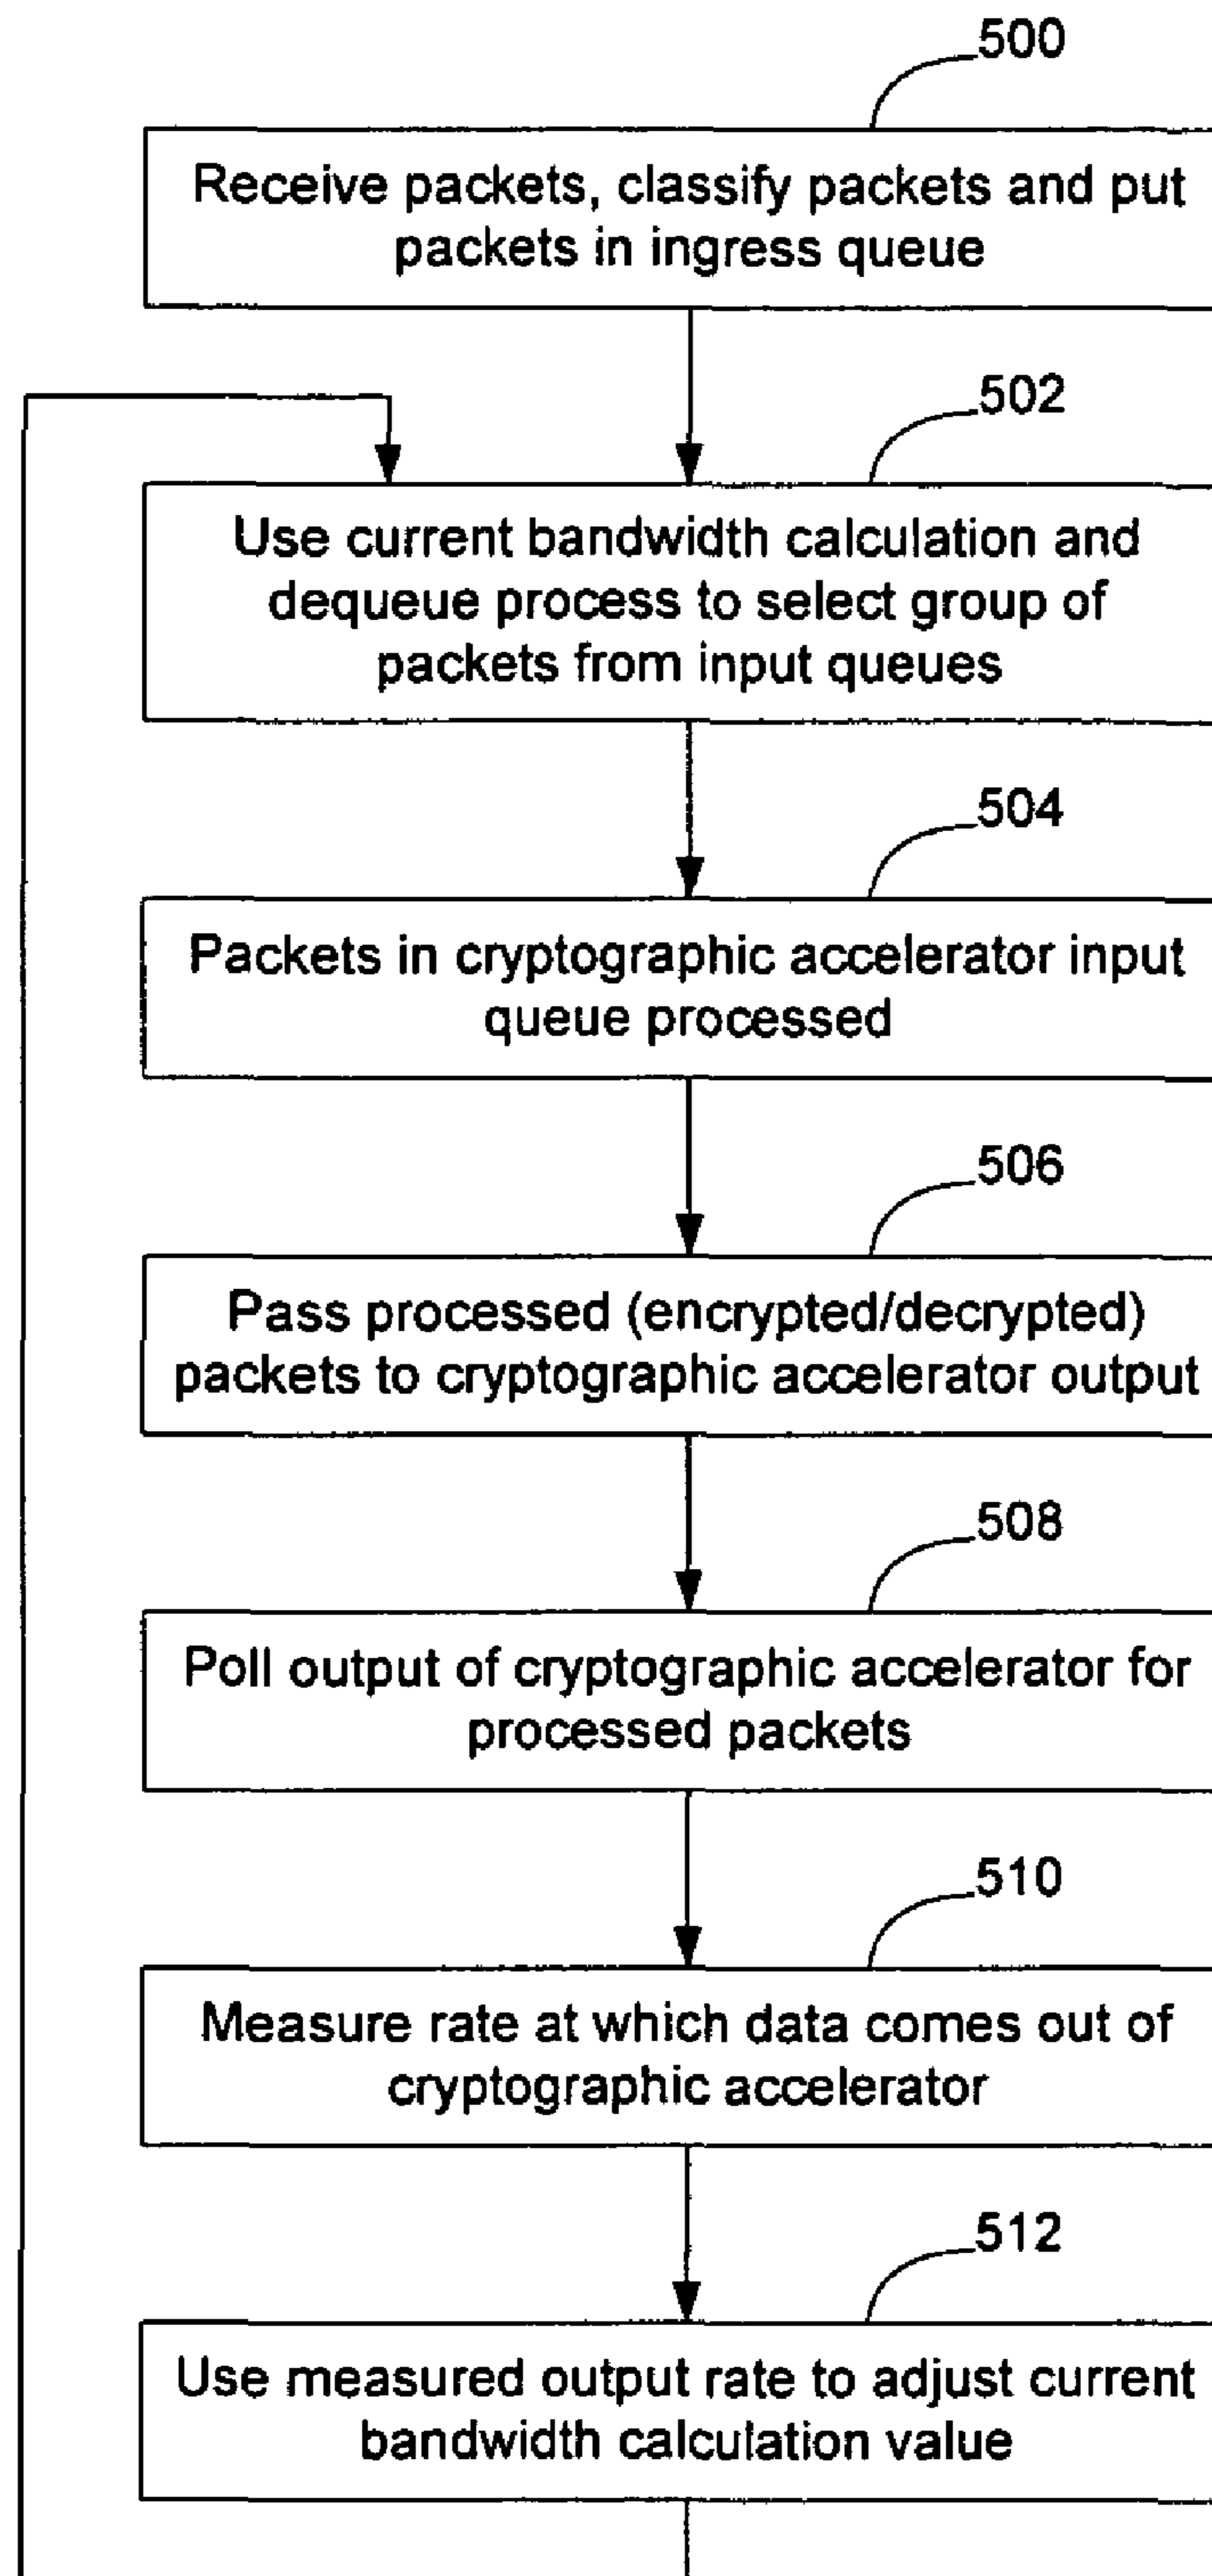 500
Receive packets, classify packets and put
packets in ingress queue
502
Use current bandwidth calculation and
dequeue process to select group of
packets from input queues
504
Packets in cryptographic accelerator input
queue processed
506
Pass processed (encrypted/decrypted)
packets to cryptographic accelerator output
508
Poll output of cryptographic accelerator for
processed packets
510
Measure rate at which data comes out of
cryptographic accelerator
512
Use measured output rate to adjust current
bandwidth calculation value